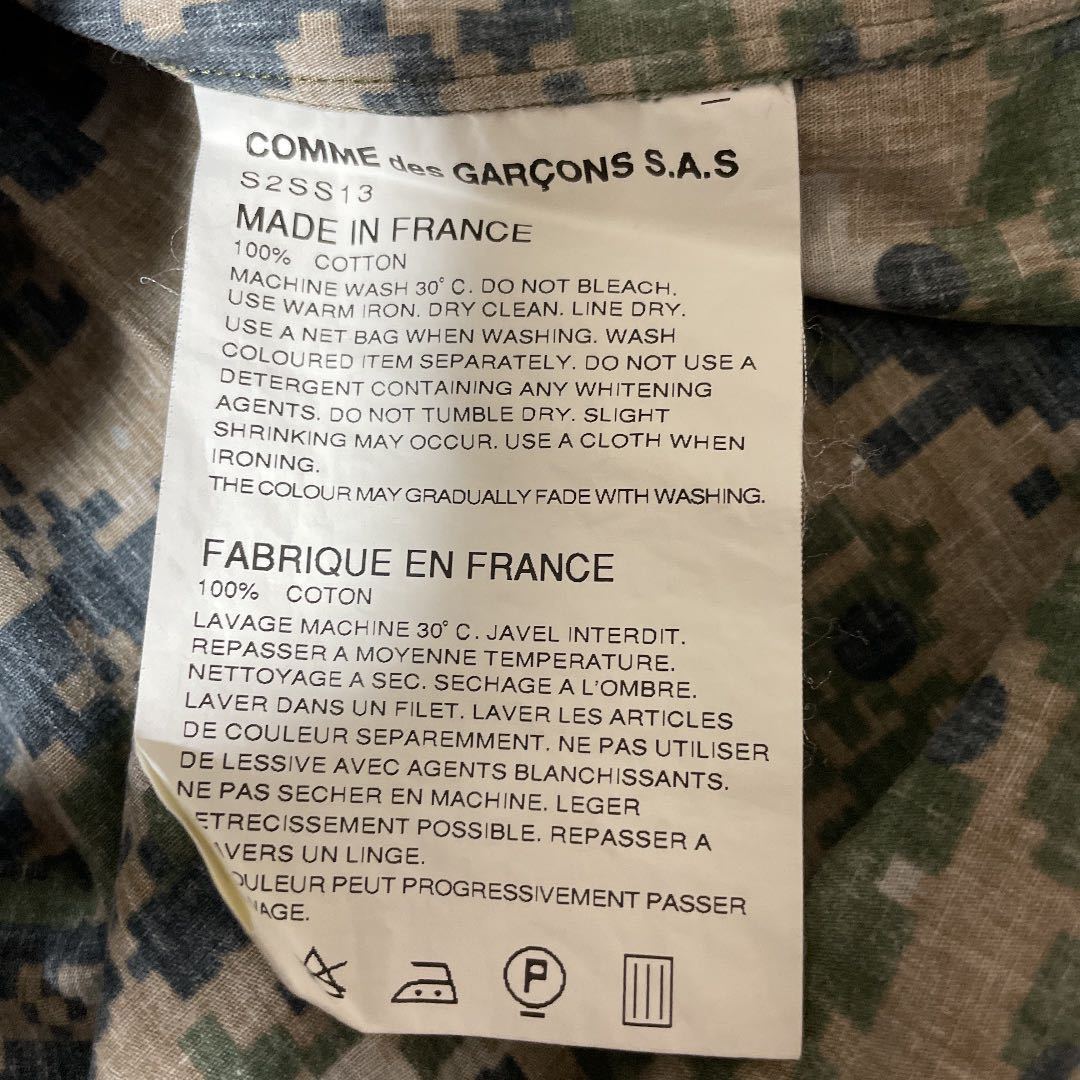 COMME des GARÇONS S.A.S
S2SS13
MADE IN FRANCE
100% COTTON
MACHINE WASH 30° C. DO NOT BLEACH.
USE WARM IRON. DRY CLEAN. LINE DRY.
USE A NET BAG WHEN WASHING. WASH
COLOURED ITEM SEPARATELY. DO NOT USE A
DETERGENT CONTAINING ANY WHITENING
AGENTS. DO NOT TUMBLE DRY. SLIGHT
SHRINKING MAY OCCUR. USE A CLOTH WHEN
IRONING.
THE COLOUR MAY GRADUALLY FADE WITH WASHING.
FABRIQUE EN FRANCE
100% COTON
LAVAGE MACHINE 30° C. JAVEL INTERDIT.
REPASSER A MOYENNE TEMPERATURE.
NETTOYAGE A SEC. SECHAGE A L'OMBRE.
LAVER DANS UN FILET. LAVER LES ARTICLES
DE COULEUR SEPAREMMENT. NE PAS UTILISER
DE LESSIVE AVEC AGENTS BLANCHISSANTS.
NE PAS SECHER EN MACHINE. LEGER
ETRECISSEMENT POSSIBLE. REPASSER A
AVERS UN LINGE.
OULEUR PEUT PROGRESSIVEMENT PASSER
VAGE.
P